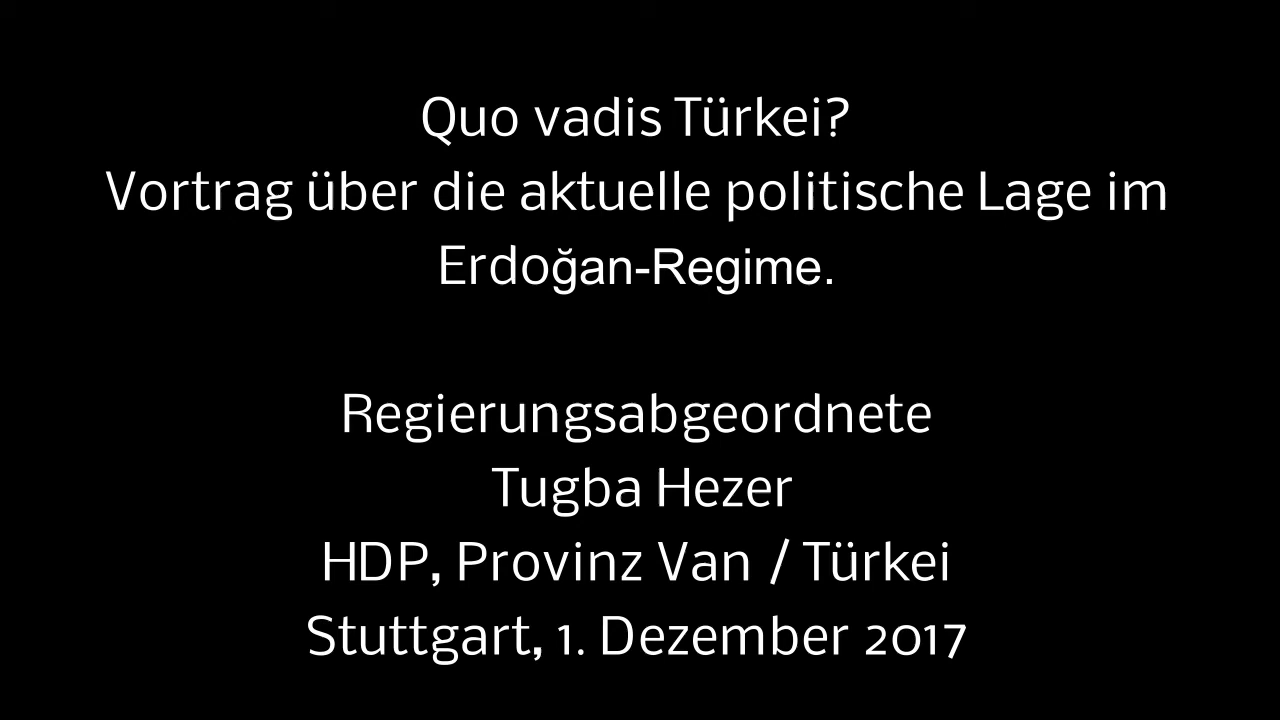 Quo vadis Türkei?
Vortrag über die aktuelle politische Lage im
Erdoğan-Regime.
Regierungsabgeordnete
Tugba Hezer
HDP, Provinz Van / Türkei
Stuttgart, 1. Dezember 2017